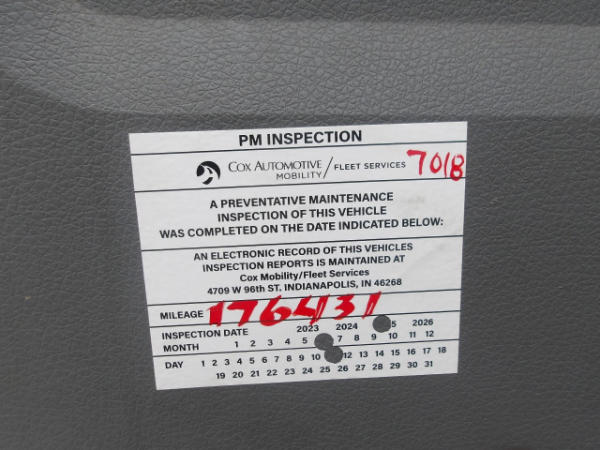 PM INSPECTION
COX AUTOMOTIVE MOBILITY / FLEET SERVICES 7018
A PREVENTATIVE MAINTENANCE
INSPECTION OF THIS VEHICLE
WAS COMPLETED ON THE DATE INDICATED BELOW:
AN ELECTRONIC RECORD OF THIS VEHICLES
INSPECTION REPORTS IS MAINTAINED AT
Cox Mobility/Fleet Services
4709 W 96th ST. INDIANAPOLIS, IN 46268
MILEAGE 176431
INSPECTION DATE 2023 2024 5 2026
MONTH 1 2 3 4 5 7 8 9 10 11 12
DAY 1 2 3 4 5 6 7 8 9 10 12 13 14 15 16 17 18
19 20 21 22 23 24 25 26 27 28 29 30 31